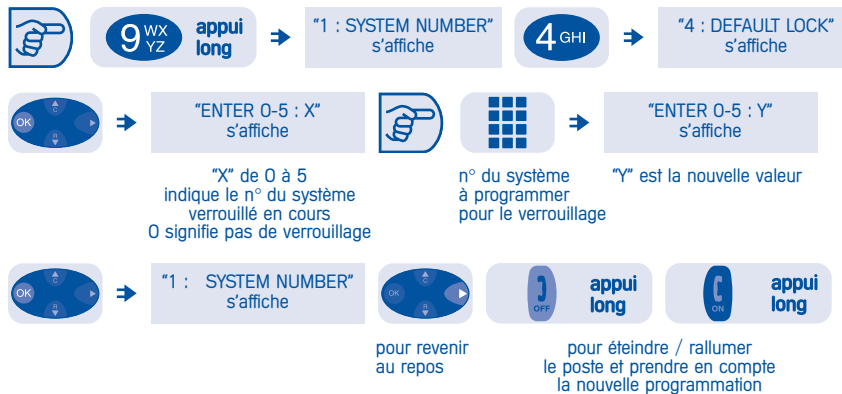 9 WX YZ
appui long
"1 : SYSTEM NUMBER"
s'affiche
4 GHI
"4 : DEFAULT LOCK"
s'affiche
OK C R
"ENTER 0-5 : X"
s'affiche
"ENTER 0-5 : Y"
s'affiche
"X" de 0 à 5
indique le n° du système
verrouillé en cours
0 signifie pas de verrouillage
n° du système
à programmer
pour le verrouillage
"Y" est la nouvelle valeur
OK C R
"1 : SYSTEM NUMBER"
s'affiche
OK C R
OFF
appui
long
ON
appui
long
pour revenir
au repos
pour éteindre / rallumer
le poste et prendre en compte
la nouvelle programmation